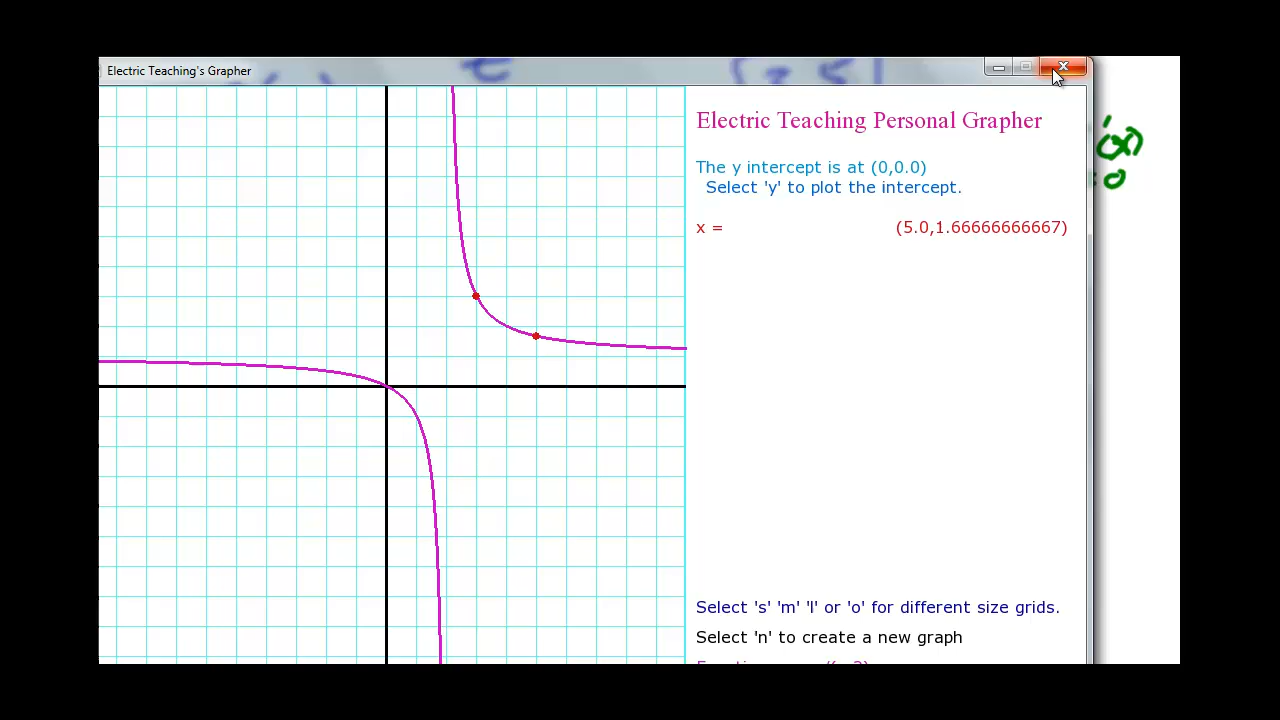 Electric Teaching's Grapher
Electric Teaching Personal Grapher
The y intercept is at (0,0.0)
Select 'y' to plot the intercept.
x = (5.0,1.66666666667)
Select 's' 'm' 'l' or 'o' for different size grids.
Select 'n' to create a new graph